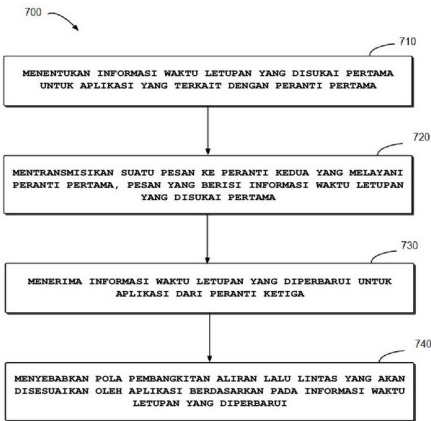 700
710
MENENTUKAN INFORMASI WAKTU LETUPAN YANG DISUKAI PERTAMA
UNTUK APLIKASI YANG TERKAIT DENGAN PERANTI PERTAMA
720
MENTRANSMISIKAN SUATU PESAN KE PERANTI KEDUA YANG MELAYANI
PERANTI PERTAMA, PESAN YANG BERISI INFORMASI WAKTU LETUPAN
YANG DISUKAI PERTAMA
730
MENERIMA INFORMASI WAKTU LETUPAN YANG DIPERBARUI UNTUK
APLIKASI DARI PERANTI KETIGA
740
MENYEBABKAN POLA PEMBANGKITAN ALIRAN LALU LINTAS YANG AKAN
DISESUAIKAN OLEH APLIKASI BERDASARKAN PADA INFORMASI WAKTU
LETUPAN YANG DIPERBARUI